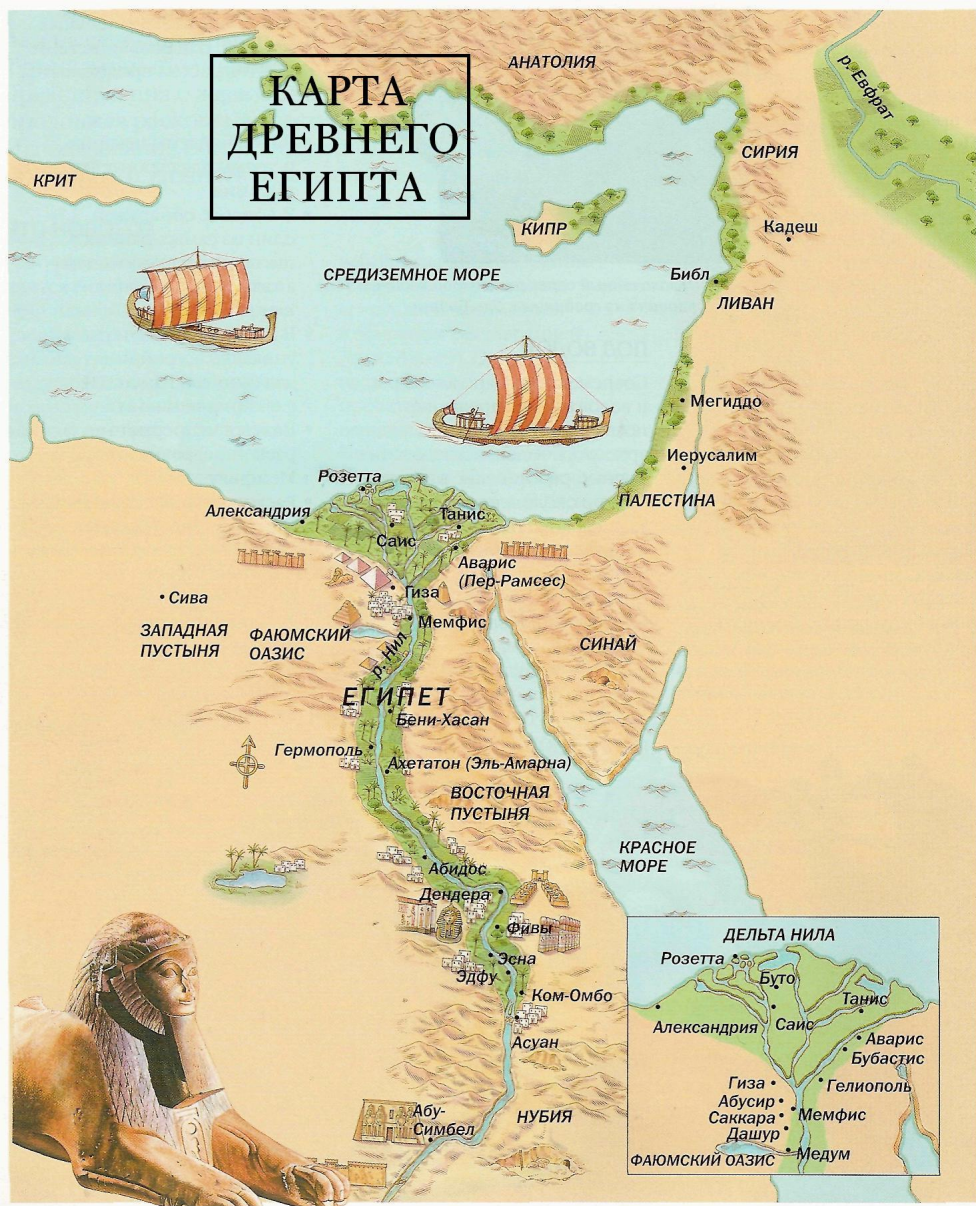 КАРТА
ДРЕВНЕГО
ЕГИПТА
АНАТОЛИЯ
р. Евфрат
СИРИЯ
КРИТ
КИПР
Кадеш
СРЕДИЗЕМНОЕ МОРЕ
Библ
ЛИВАН
Мегиддо
Иерусалим
ПАЛЕСТИНА
Розетта
Александрия
Танис
Саис
Аварис
(Пер-Рамсес)
Гиза
Сива
Мемфис
ЗАПАДНАЯ
ПУСТЫНЯ
ФАЮМСКИЙ
ОАЗИС
р. Нил
СИНАЙ
ЕГИПЕТ
Бени-Хасан
Гермополь
Ахетатон (Эль-Амарна)
ВОСТОЧНАЯ
ПУСТЫНЯ
КРАСНОЕ
МОРЕ
Абидос
Дендера
Фивы
Эсна
Эдфу
Ком-Омбо
Асуан
Абу-
Симбел
НУБИЯ
ДЕЛЬТА НИЛА
Розетта
Буто
Танис
Александрия
Саис
Аварис
Бубастис
Гиза
Гелиополь
Абусир
Саккара
Мемфис
Дашур
Медум
ФАЮМСКИЙ ОАЗИС